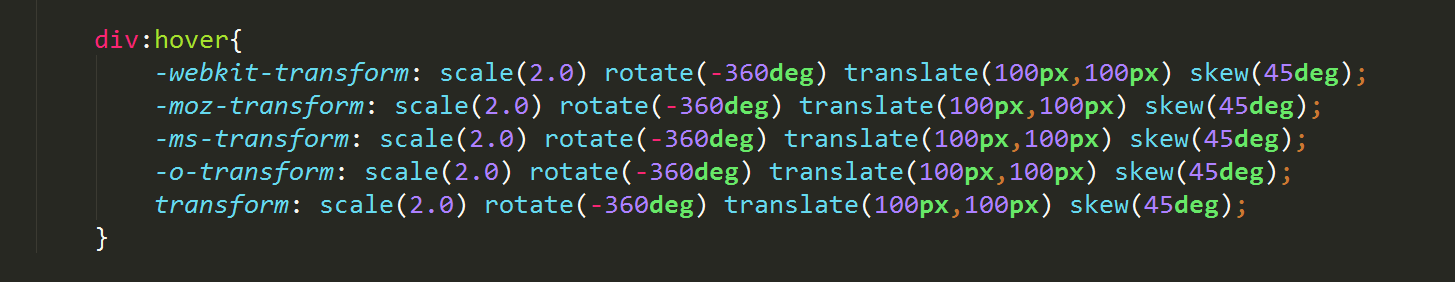 div:hover{
-webkit-transform: scale(2.0) rotate(-360deg) translate(100px,100px) skew(45deg);
-moz-transform: scale(2.0) rotate(-360deg) translate(100px,100px) skew(45deg);
-ms-transform: scale(2.0) rotate(-360deg) translate(100px,100px) skew(45deg);
-o-transform: scale(2.0) rotate(-360deg) translate(100px,100px) skew(45deg);
transform: scale(2.0) rotate(-360deg) translate(100px,100px) skew(45deg);
}